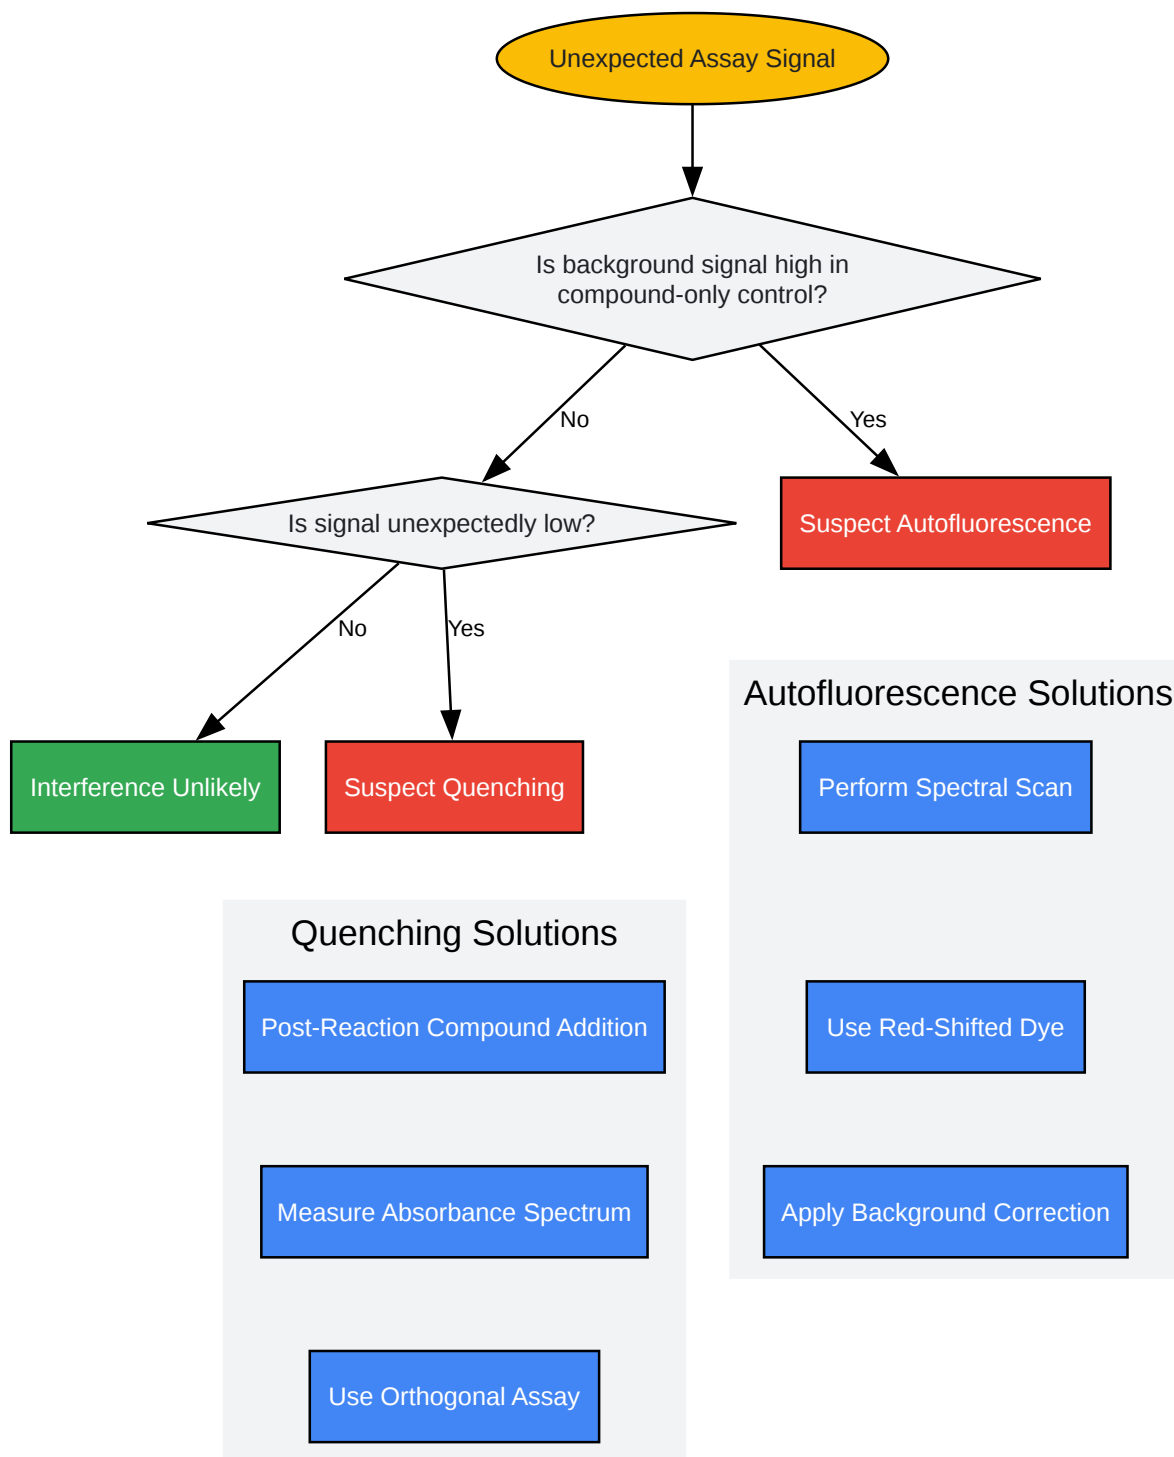 Unexpected Assay Signal
Is background signal high in
compound-only control?
No
Yes
Is signal unexpectedly low?
Suspect Autofluorescence
No
Yes
Autofluorescence Solutions
Interference Unlikely
Suspect Quenching
Perform Spectral Scan
Quenching Solutions
Post-Reaction Compound Addition
Use Red-Shifted Dye
Measure Absorbance Spectrum
Apply Background Correction
Use Orthogonal Assay